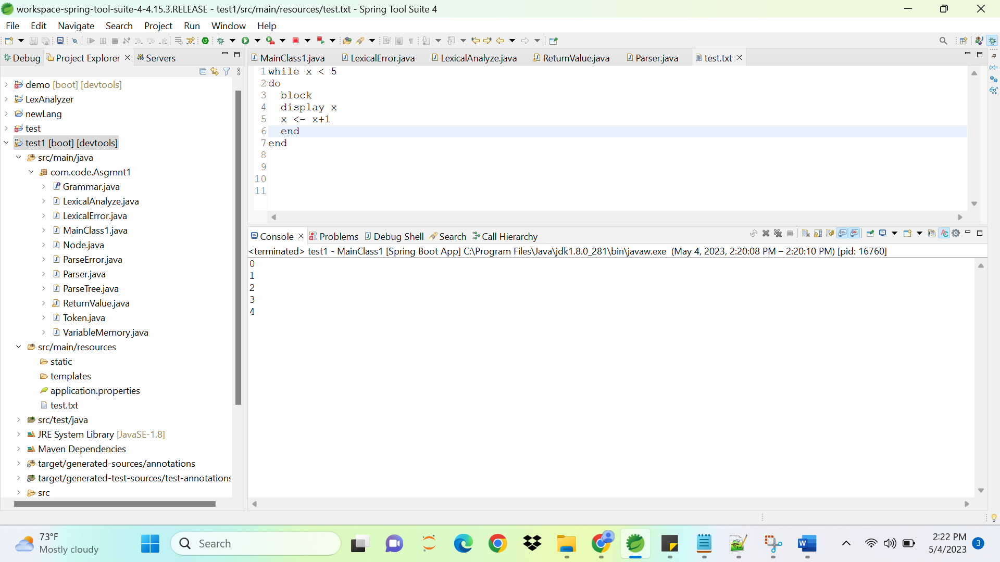 workspace-spring-tool-suite-4-4.15.3.RELEASE - test1/src/main/resources/test.txt - Spring Tool Suite 4
File Edit Navigate Search Project Run Window Help
Debug Project Explorer Servers
demo [boot] [devtools]
LexAnalyzer
newLang
test
test1 [boot] [devtools]
src/main/java
com.code.Asgmnt1
Grammar.java
LexicalAnalyze.java
LexicalError.java
MainClass1.java
Node.java
ParseError.java
Parser.java
ParseTree.java
ReturnValue.java
Token.java
VariableMemory.java
src/main/resources
static
templates
application.properties
test.txt
src/test/java
JRE System Library [JavaSE-1.8]
Maven Dependencies
target/generated-sources/annotations
target/generated-test-sources/test-annotations
src
MainClass1.java LexicalError.java LexicalAnalyze.java ReturnValue.java Parser.java test.txt
1 while x < 5
2 do
3 block
4 display x
5 x <- x+1
6 end
7 end
8
9
10
11
Console Problems Debug Shell Search Call Hierarchy
<terminated> test1 - MainClass1 [Spring Boot App] C:\Program Files\Java\jdk1.8.0_281\bin\javaw.exe (May 4, 2023, 2:20:08 PM – 2:20:10 PM) [pid: 16760]
0
1
2
3
4
73°F
Mostly cloudy
Search
2:22 PM
5/4/2023
3